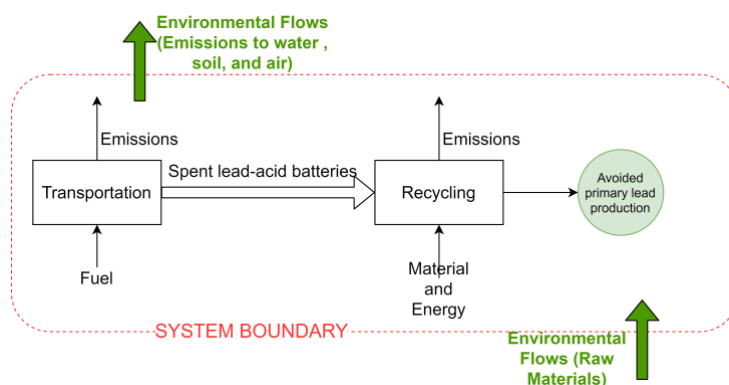 Environmental Flows
(Emissions to water ,
soil, and air)
Emissions
Emissions
Spent lead-acid batteries
Transportation
Recycling
Avoided
primary lead
production
Fuel
Material
and
Energy
SYSTEM BOUNDARY
Environmental
Flows (Raw
Materials)